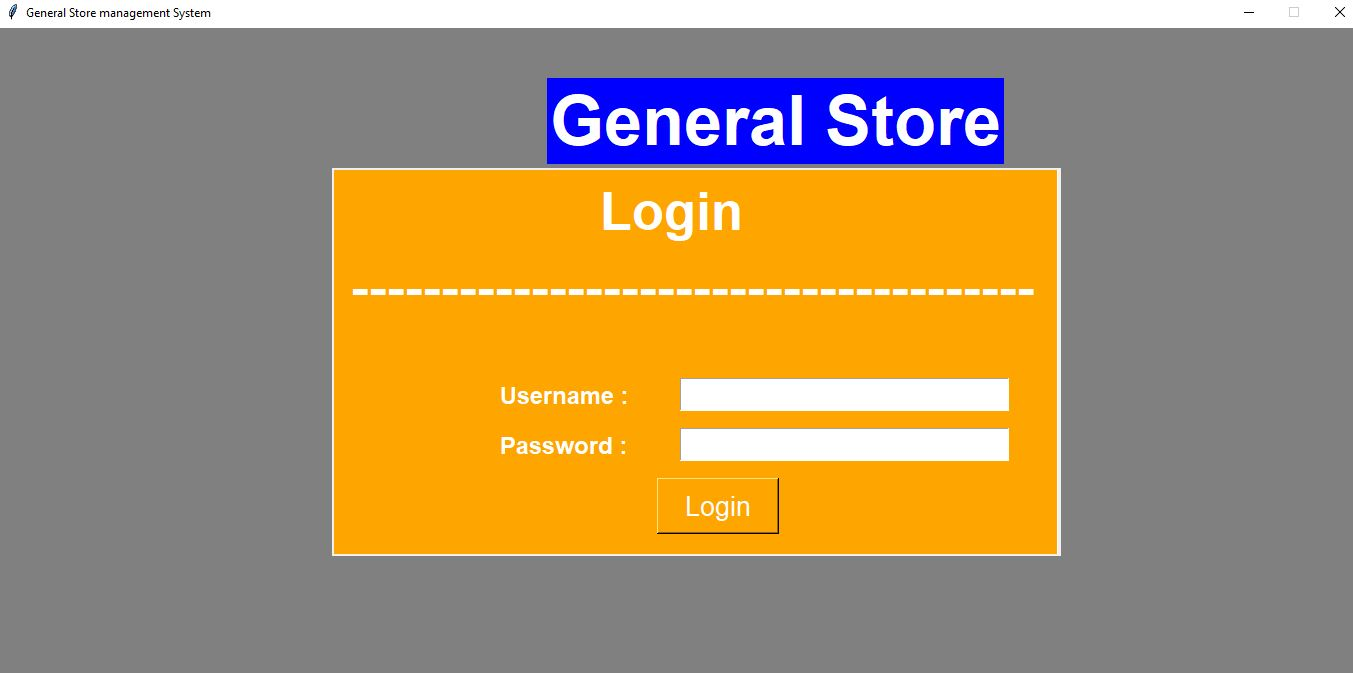 General Store management System
General Store
Login
--------------------------------------
Username :
Password :
Login